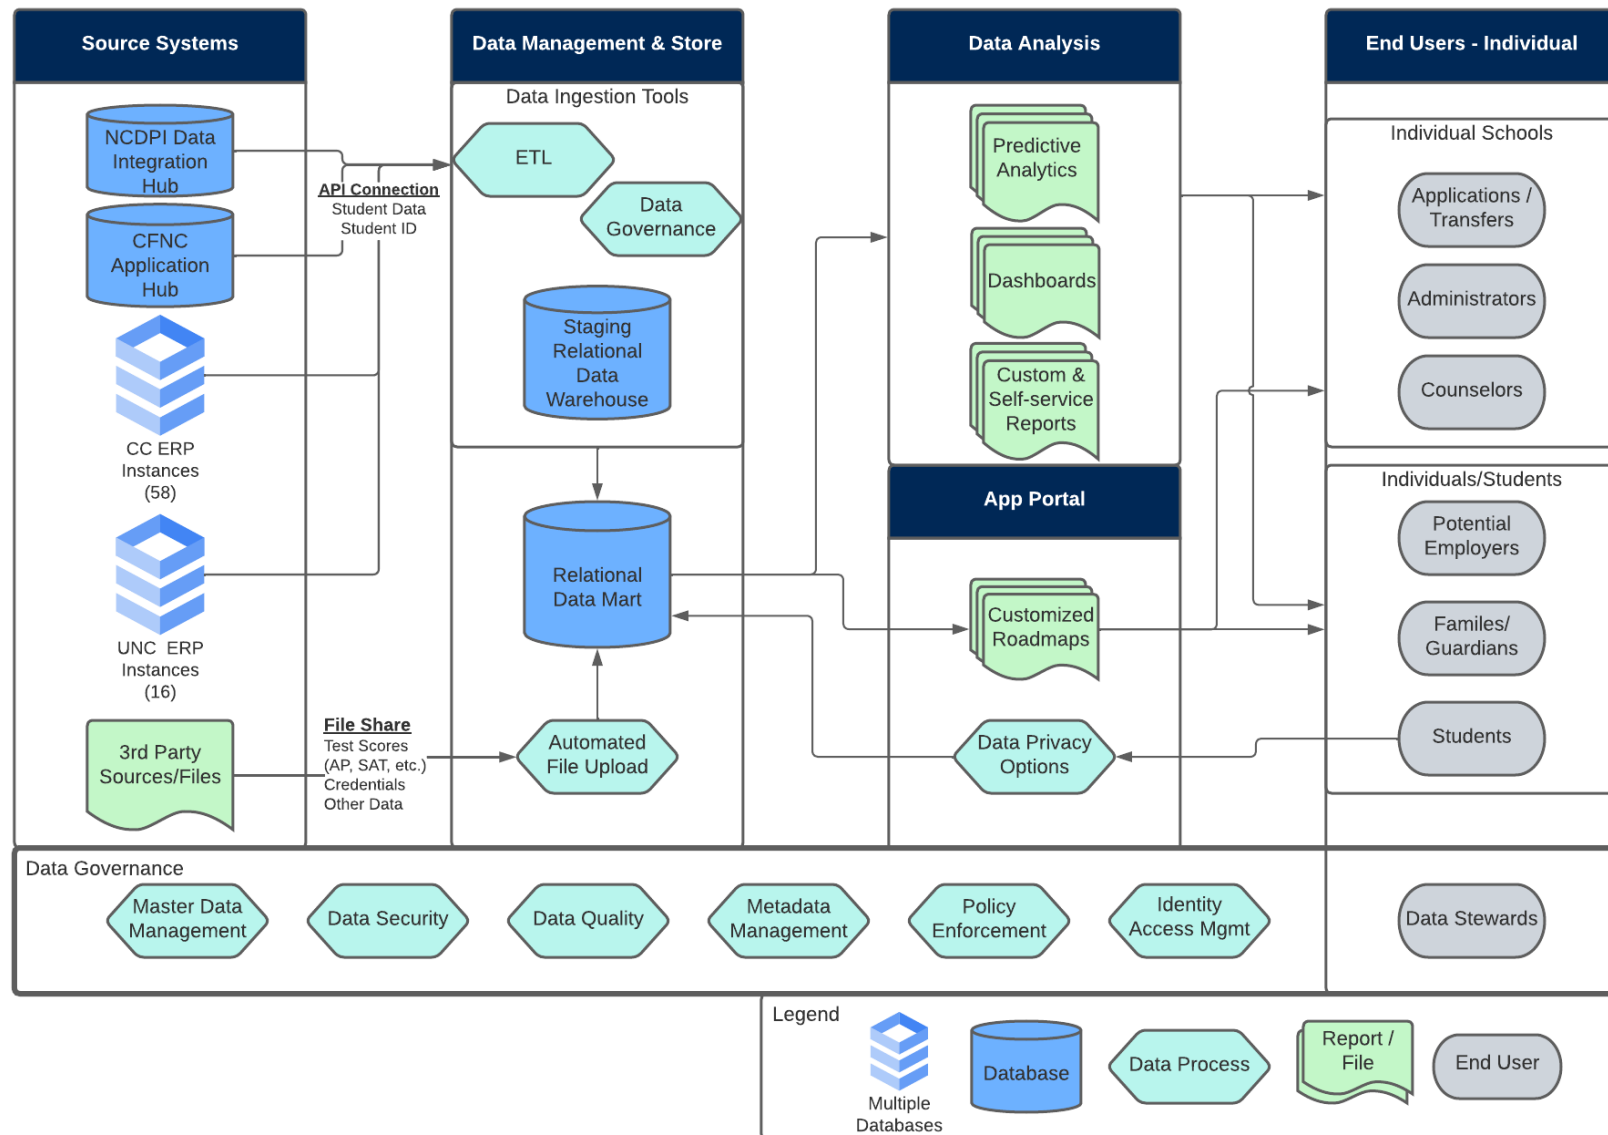 Source Systems
NCDPI Data
Integration
Hub
CFNC
Application
Hub
CC ERP
Instances
(58)
UNC  ERP
Instances
(16)
3rd Party
Sources/Files
API Connection
Student Data
Student ID
File Share
Test Scores
(AP, SAT, etc.)
Credentials
Other Data
Data Management & Store
Data Ingestion Tools
ETL
Data
Governance
Staging
Relational
Data
Warehouse
Relational
Data Mart
Automated
File Upload
Data Analysis
Predictive
Analytics
Dashboards
Custom &
Self-service
Reports
App Portal
Customized
Roadmaps
Data Privacy
Options
End Users - Individual
Individual Schools
Applications /
Transfers
Administrators
Counselors
Individuals/Students
Potential
Employers
Familes/
Guardians
Students
Data Governance
Master Data
Management
Data Security
Data Quality
Metadata
Management
Policy
Enforcement
Identity
Access Mgmt
Data Stewards
Legend
Multiple
Databases
Database
Data Process
Report /
File
End User